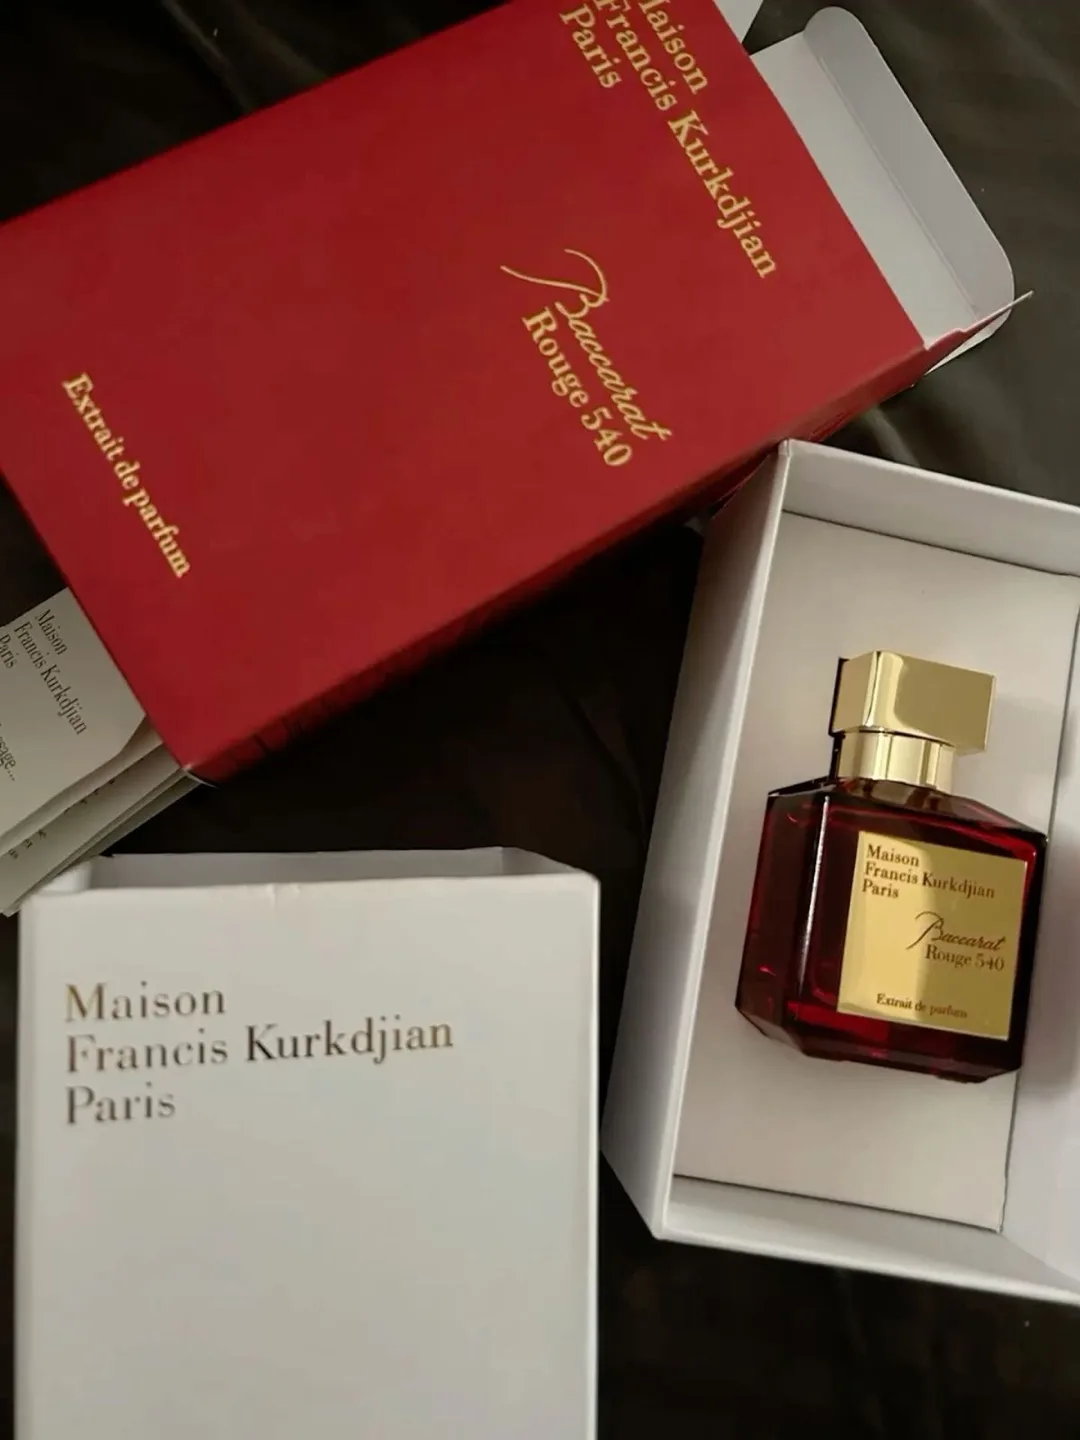 Maison
Francis Kurkdjian
Paris
Baccarat
Rouge 540
Extrait de parfum
Maison
Francis Kurkdjian
Paris
Maison
Francis Kurkdjian
Paris
Baccarat
Rouge 540
Extrait de parfum
Maison
Francis Kurkdjian
Paris